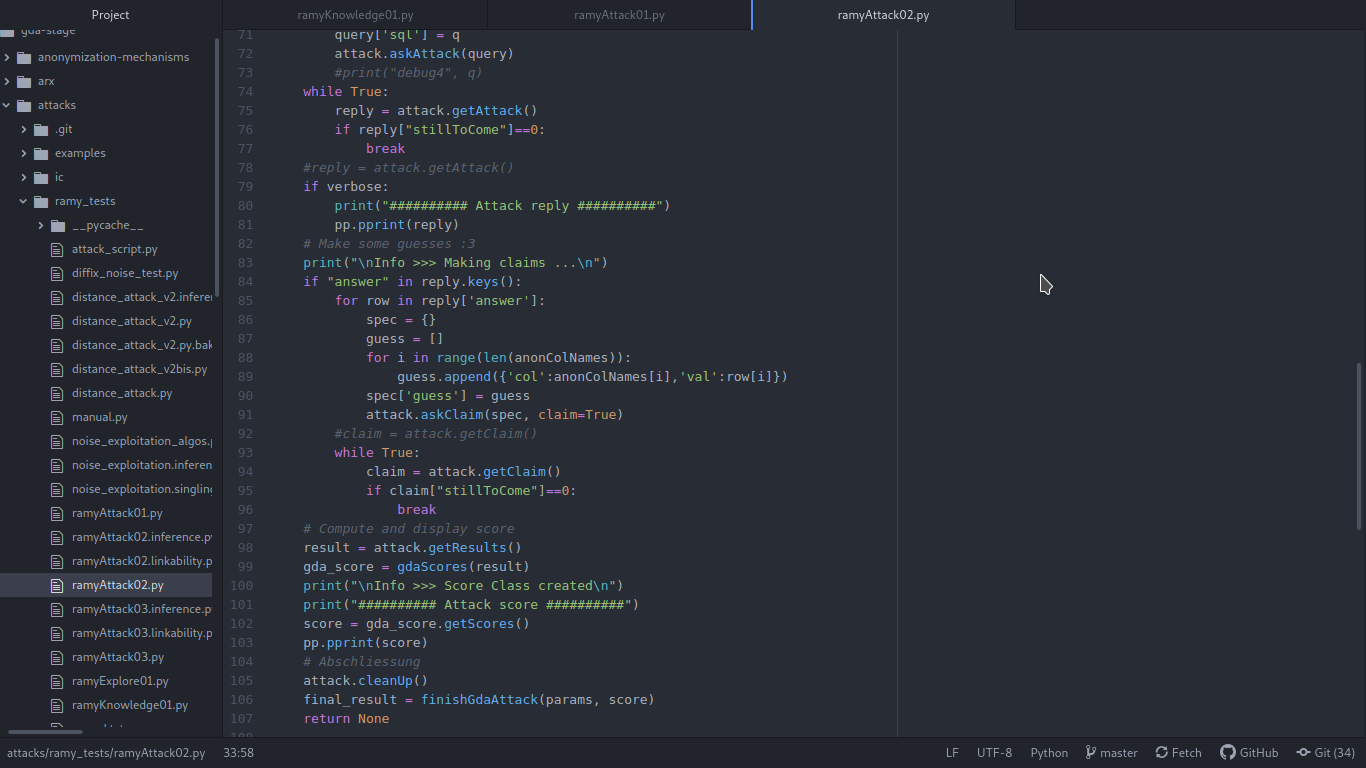 Project
ramyKnowledge01.py
ramyAttack01.py
ramyAttack02.py
gda-stage
anonymization-mechanisms
arx
attacks
.git
examples
ic
ramy_tests
__pycache__
attack_script.py
diffix_noise_test.py
distance_attack_v2.infere
distance_attack_v2.py
distance_attack_v2.py.bak
distance_attack_v2bis.py
distance_attack.py
manual.py
noise_exploitation_algos.p
noise_exploitation.inferen
noise_exploitation.singling
ramyAttack01.py
ramyAttack02.inference.py
ramyAttack02.linkability.p
ramyAttack02.py
ramyAttack03.inference.py
ramyAttack03.linkability.p
ramyAttack03.py
ramyExplore01.py
ramyKnowledge01.py
71 query['sql'] = q
72 attack.askAttack(query)
73 #print("debug4", q)
74 while True:
75 reply = attack.getAttack()
76 if reply["stillToCome"]==0:
77 break
78 #reply = attack.getAttack()
79 if verbose:
80 print("########## Attack reply ##########")
81 pp.pprint(reply)
82 # Make some guesses :3
83 print("\nInfo >>> Making claims ...\n")
84 if "answer" in reply.keys():
85 for row in reply['answer']:
86 spec = {}
87 guess = []
88 for i in range(len(anonColNames)):
89 guess.append({'col':anonColNames[i],'val':row[i]})
90 spec['guess'] = guess
91 attack.askClaim(spec, claim=True)
92 #claim = attack.getClaim()
93 while True:
94 claim = attack.getClaim()
95 if claim["stillToCome"]==0:
96 break
97 # Compute and display score
98 result = attack.getResults()
99 gda_score = gdaScores(result)
100 print("\nInfo >>> Score Class created\n")
101 print("########## Attack score ##########")
102 score = gda_score.getScores()
103 pp.pprint(score)
104 # Abschliessung
105 attack.cleanUp()
106 final_result = finishGdaAttack(params, score)
107 return None
attacks/ramy_tests/ramyAttack02.py 33:58 LF UTF-8 Python master Fetch GitHub Git (34)